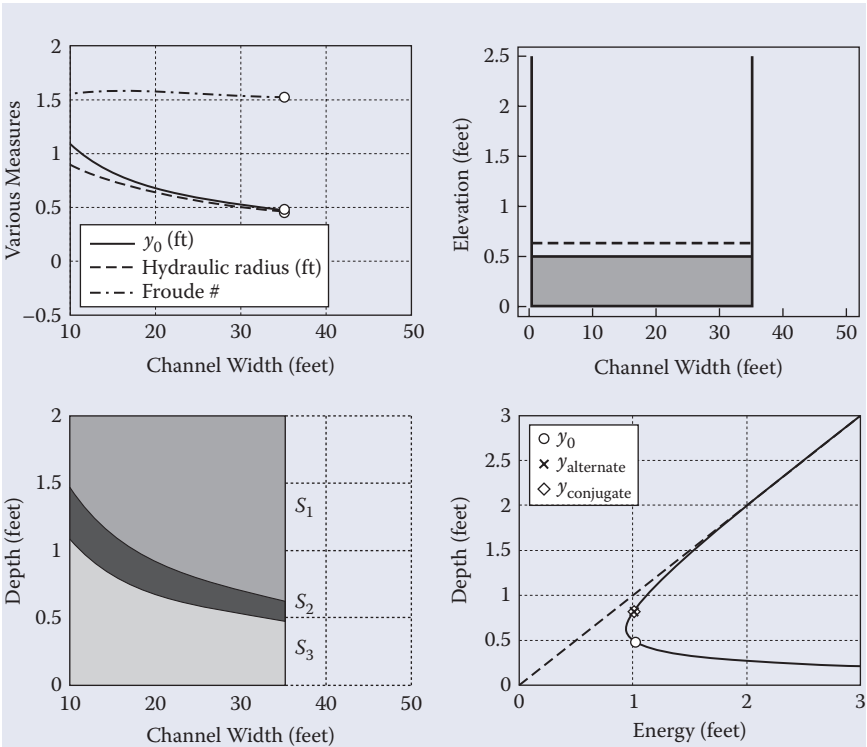 2
1.5
1
0.5
0
−0.5
Various Measures
y0 (ft)
Hydraulic radius (ft)
Froude #
10 20 30 40 50
Channel Width (feet)
2.5
2
1.5
1
0.5
0
Elevation (feet)
0 10 20 30 40 50
Channel Width (feet)
2
1.5
1
0.5
0
Depth (feet)
S1
S2
S3
10 20 30 40 50
Channel Width (feet)
3
2.5
2
1.5
1
0.5
0
Depth (feet)
y0
yalternate
yconjugate
0 1 2 3
Energy (feet)